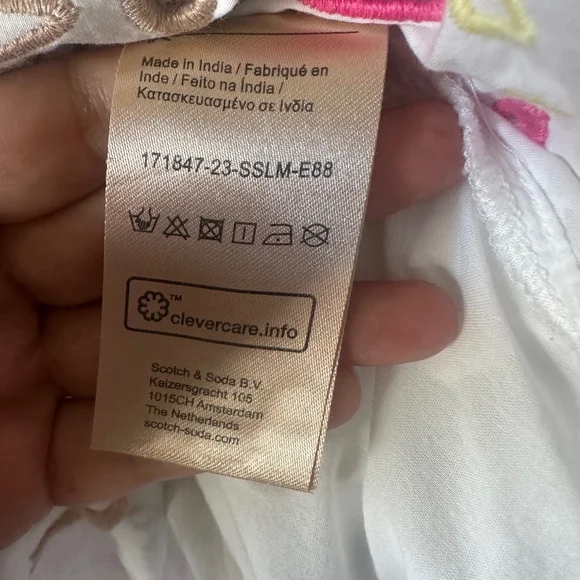 Made in India / Fabriqué en
Inde / Feito na Índia /
Κατασκευασμένο σε Ινδία
171847-23-SSLM-E88
™
clevercare.info
Scotch & Soda B.V.
Keizersgracht 105
1015CH Amsterdam
The Netherlands
scotch-soda.com